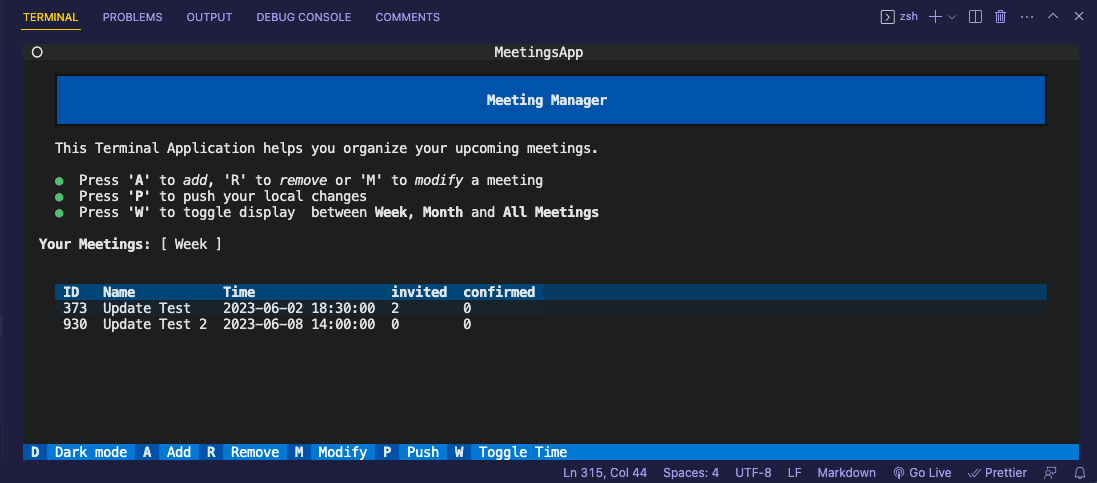 TERMINAL PROBLEMS OUTPUT DEBUG CONSOLE COMMENTS zsh
MeetingsApp
Meeting Manager
This Terminal Application helps you organize your upcoming meetings.
● Press 'A' to add, 'R' to remove or 'M' to modify a meeting
● Press 'P' to push your local changes
● Press 'W' to toggle display  between Week, Month and All Meetings
Your Meetings: [ Week ]
ID Name Time invited confirmed
373 Update Test 2023-06-02 18:30:00 2 0
930 Update Test 2 2023-06-08 14:00:00 0 0
D Dark mode A Add R Remove M Modify P Push W Toggle Time
Ln 315, Col 44 Spaces: 4 UTF-8 LF Markdown Go Live Prettier